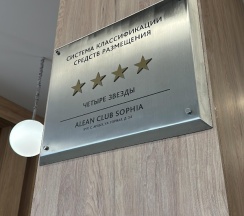 СИСТЕМА КЛАССИФИКАЦИИ
СРЕДСТВ РАЗМЕЩЕНИЯ
ЧЕТЫРЕ ЗВЕЗДЫ
ALEAN CLUB SOPHIA